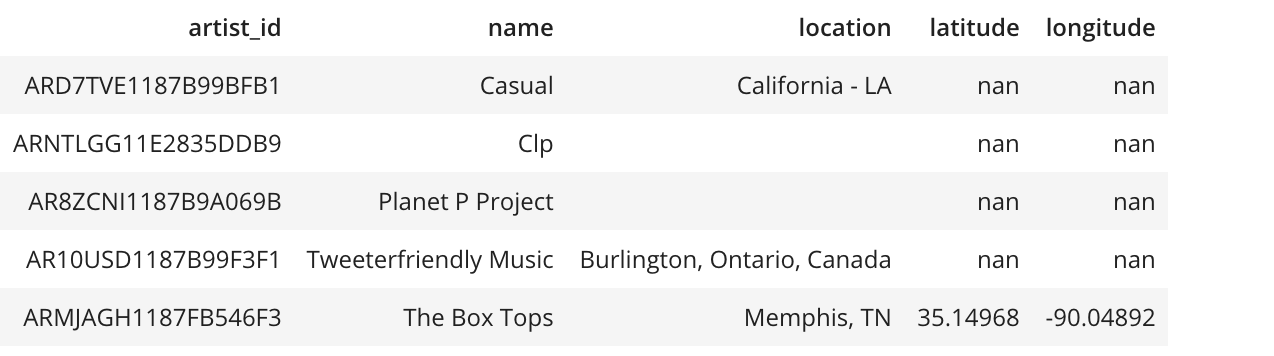 artist_id name location latitude longitude
ARD7TVE1187B99BFB1 Casual California - LA nan nan
ARNTLGG11E2835DDB9 Clp nan nan
AR8ZCNI1187B9A069B Planet P Project nan nan
AR10USD1187B99F3F1 Tweeterfriendly Music Burlington, Ontario, Canada nan nan
ARMJAGH1187FB546F3 The Box Tops Memphis, TN 35.14968 -90.04892